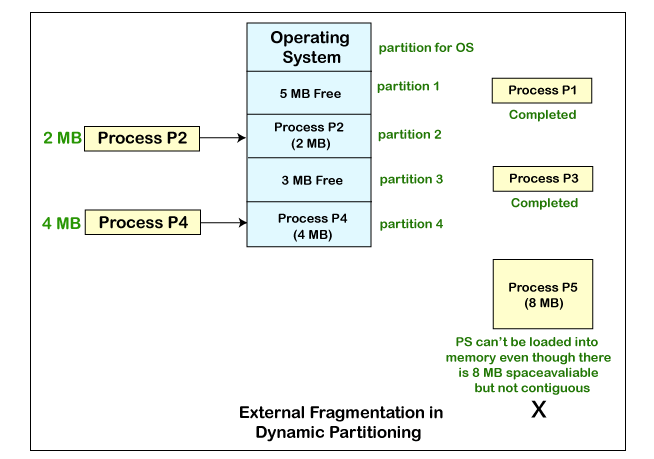 Operating
System
partition for OS
5 MB Free
partition 1
Process P1
Completed
2 MB
Process P2
Process P2
(2 MB)
partition 2
3 MB Free
partition 3
Process P3
Completed
4 MB
Process P4
Process P4
(4 MB)
partition 4
Process P5
(8 MB)
PS can't be loaded into
memory even though there
is 8 MB spaceavaliable
but not contiguous
X
External Fragmentation in
Dynamic Partitioning